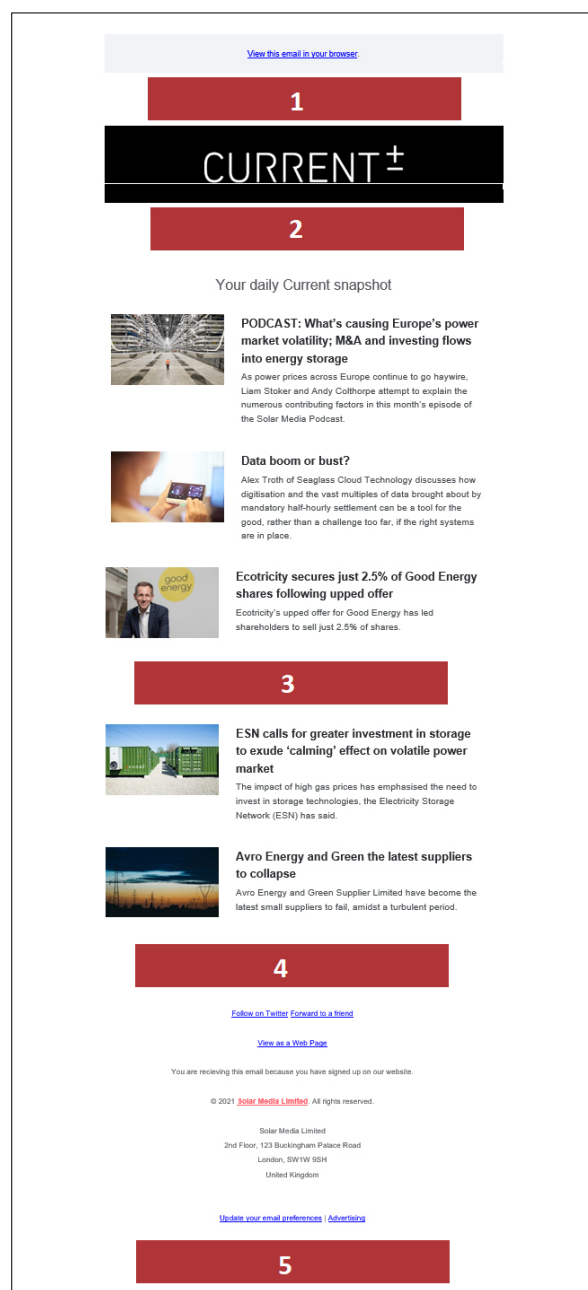 View this email in your browser.
1
CURRENT±
2
Your daily Current snapshot
PODCAST: What's causing Europe's power
market volatility; M&A and investing flows
into energy storage
As power prices across Europe continue to go haywire,
Liam Stoker and Andy Colthorpe attempt to explain the
numerous contributing factors in this month's episode of
the Solar Media Podcast.
Data boom or bust?
Alex Troth of Seaglass Cloud Technology discusses how
digitisation and the vast multiples of data brought about by
mandatory half-hourly settlement can be a tool for the
good, rather than a challenge too far, if the right systems
are in place.
good
energy
Ecotricity secures just 2.5% of Good Energy
shares following upped offer
Ecotricity's upped offer for Good Energy has led
shareholders to sell just 2.5% of shares.
3
ESN calls for greater investment in storage
to exude ‘calming’ effect on volatile power
market
The impact of high gas prices has emphasised the need to
invest in storage technologies, the Electricity Storage
Network (ESN) has said.
Avro Energy and Green the latest suppliers
to collapse
Avro Energy and Green Supplier Limited have become the
latest small suppliers to fail, amidst a turbulent period.
4
Follow on Twitter Forward to a friend
View as a Web Page
You are recieving this email because you have signed up on our website.
© 2021 Solar Media Limited. All rights reserved.
Solar Media Limited
2nd Floor, 123 Buckingham Palace Road
London, SW1W 9SH
United Kingdom
Update your email preferences | Advertising
5